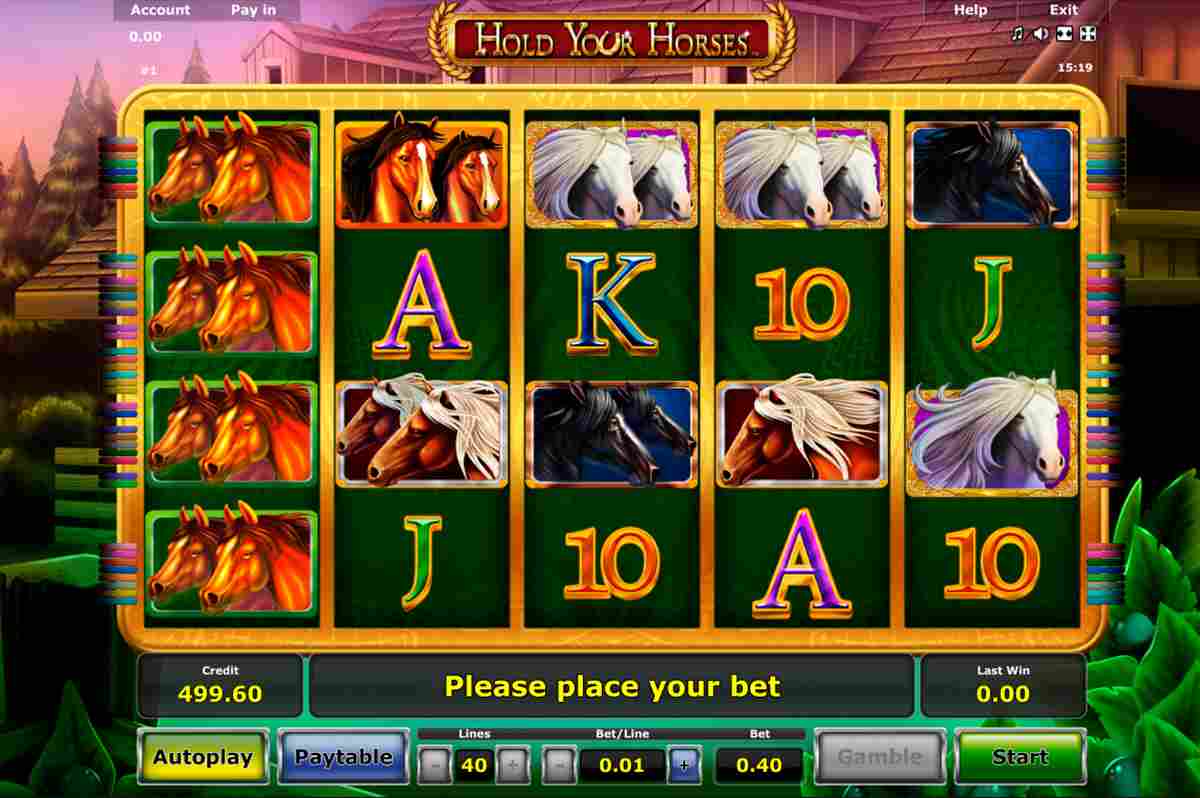 Account Pay in Help Exit
0.00
#1 15:19
HOLD YOUR HORSES™
A K 10 J
J 10 A 10
Credit Last Win
499.60 Please place your bet 0.00
Lines Bet/Line Bet
Autoplay Paytable - 40 + - 0.01 + 0.40 Gamble Start